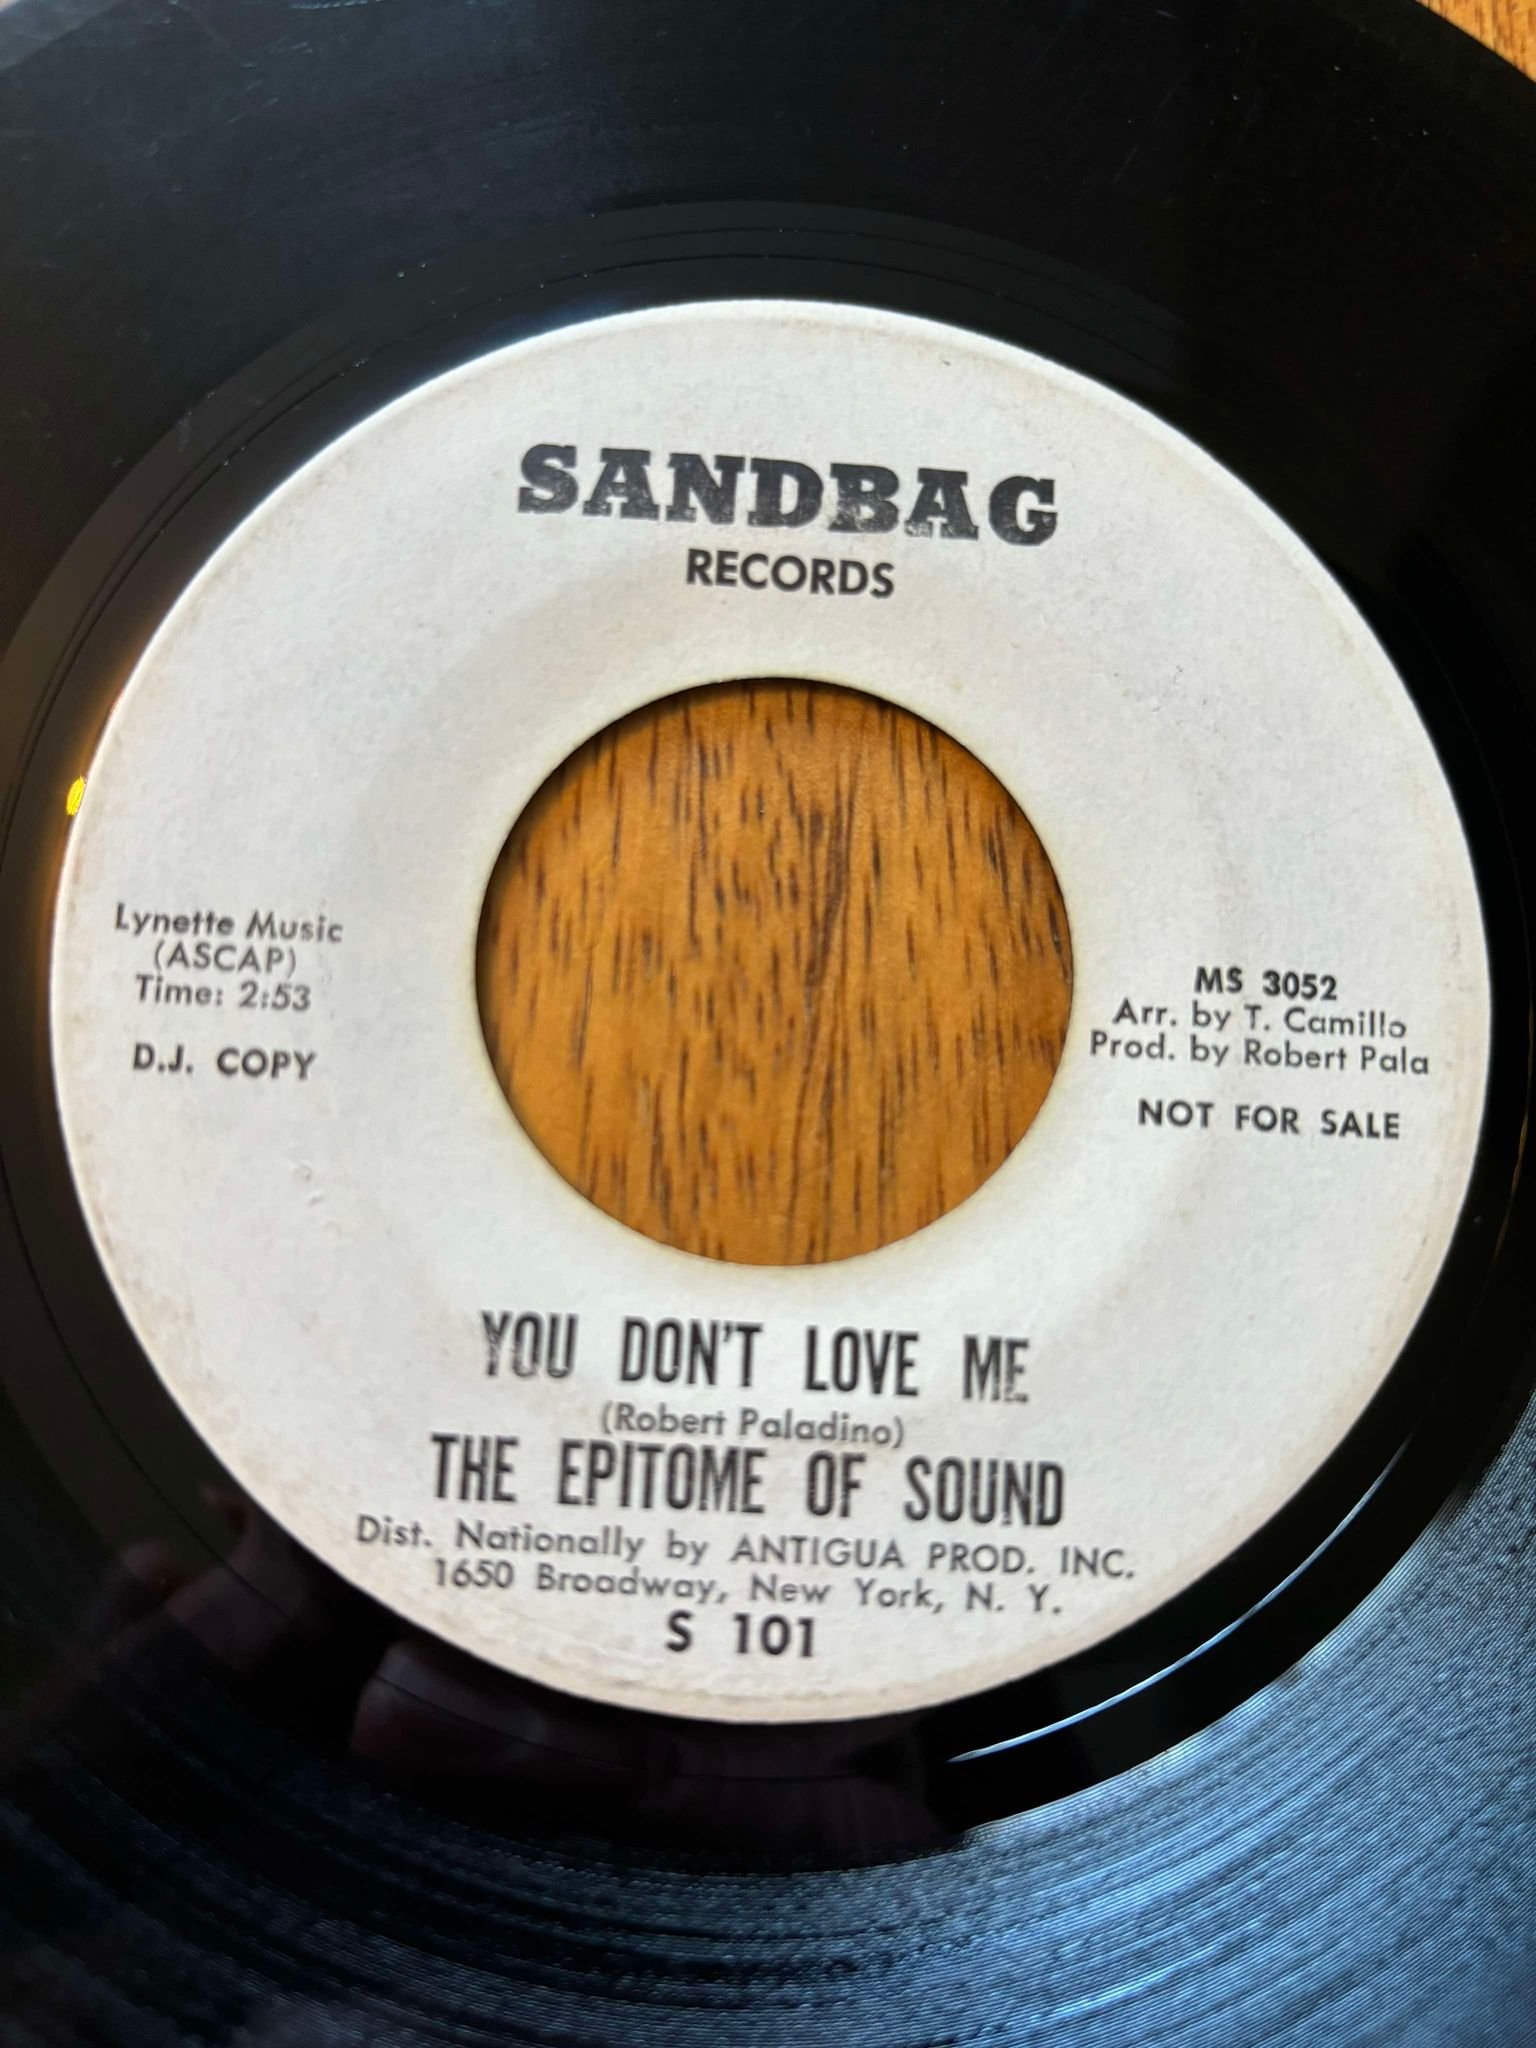 SANDBAG
RECORDS
Lynette Music
(ASCAP)
Time: 2:53
D.J. COPY
MS 3052
Arr. by T. Camillo
Prod. by Robert Pala
NOT FOR SALE
YOU DON'T LOVE ME
(Robert Paladino)
THE EPITOME OF SOUND
Dist. Nationally by ANTIGUA PROD. INC.
1650 Broadway, New York, N. Y.
S 101